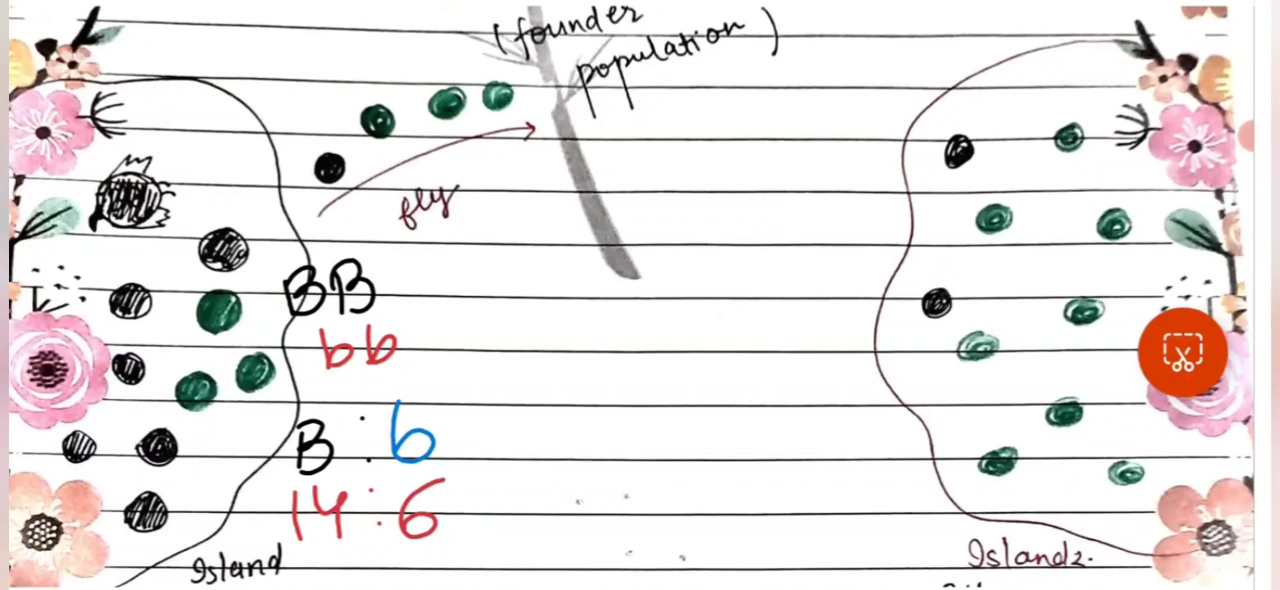 (founder
population)
fly
BB
bb
B : b
14 : 6
Island
Island2.